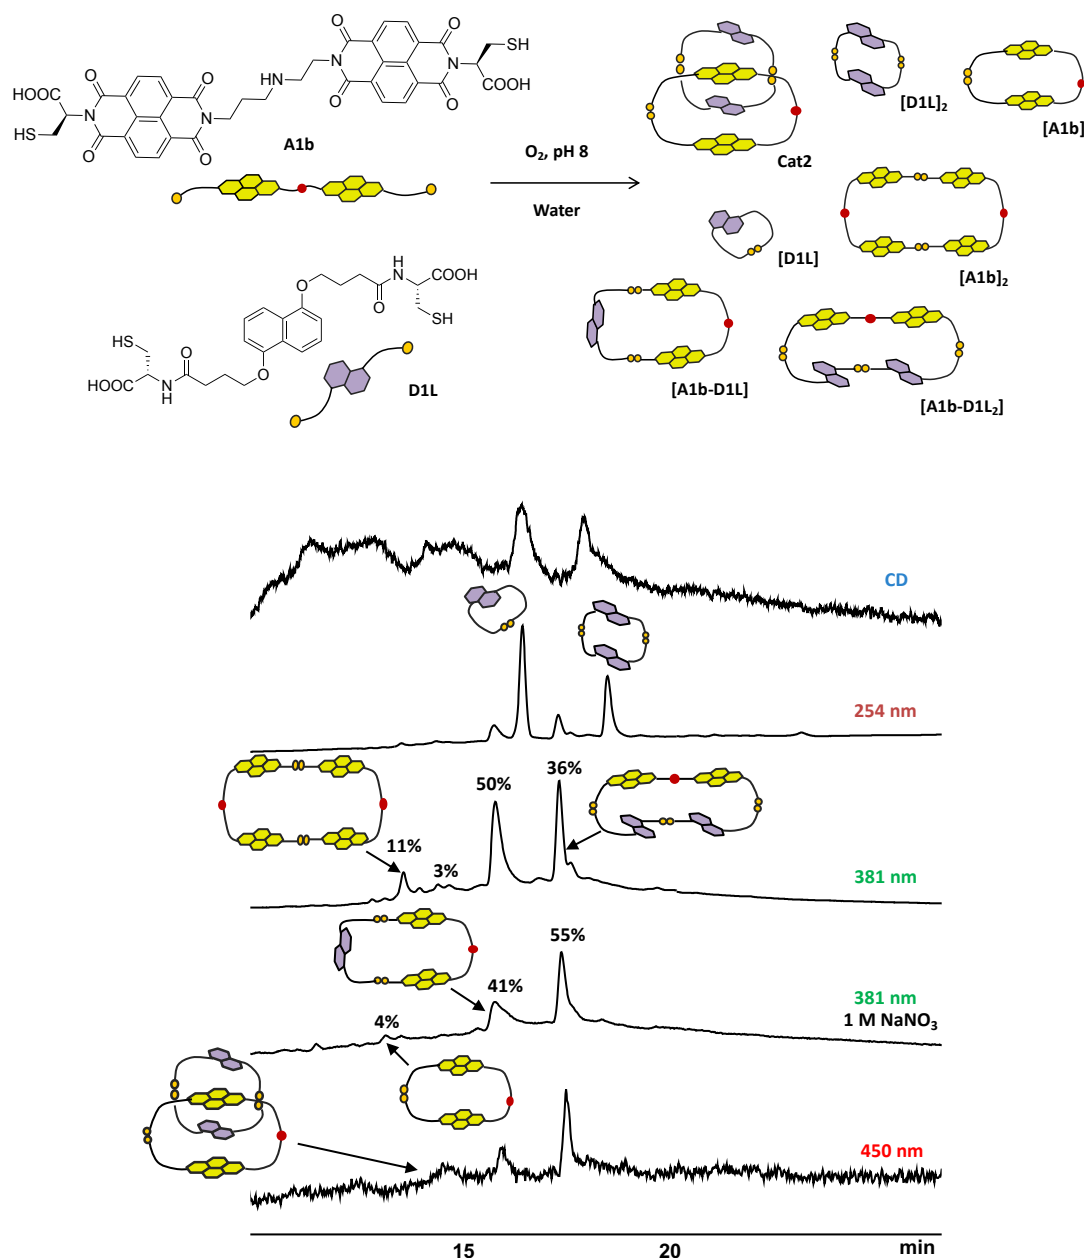 O
O
O
O
N
N
SH
COOH
HN
O
O
O
O
COOH
HS
N
N
A1b
O₂, pH 8
Water
Cat2
[D1L]₂
[A1b]
[D1L]
[A1b]₂
[A1b-D1L]
[A1b-D1L₂]
O
O
H
N
COOH
SH
HS
HOOC
N
H
O
O
D1L
CD
254 nm
50%
36%
11%
3%
381 nm
55%
41%
4%
381 nm
1 M NaNO₃
450 nm
15
20
min